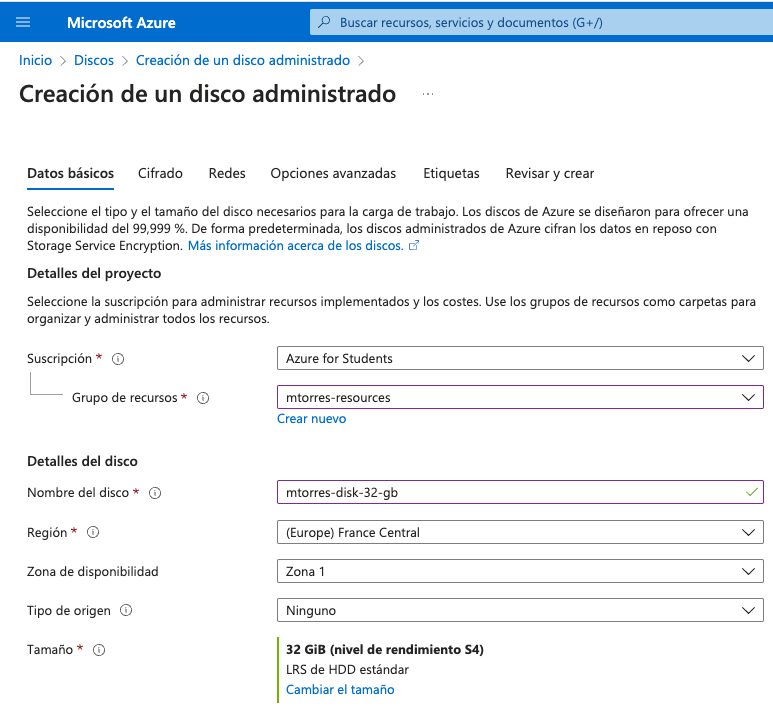 Microsoft Azure
Buscar recursos, servicios y documentos (G+/)
Inicio > Discos > Creación de un disco administrado >
Creación de un disco administrado ...
Datos básicos Cifrado Redes Opciones avanzadas Etiquetas Revisar y crear
Seleccione el tipo y el tamaño del disco necesarios para la carga de trabajo. Los discos de Azure se diseñaron para ofrecer una
disponibilidad del 99,999 %. De forma predeterminada, los discos administrados de Azure cifran los datos en reposo con
Storage Service Encryption. Más información acerca de los discos.
Detalles del proyecto
Seleccione la suscripción para administrar recursos implementados y los costes. Use los grupos de recursos como carpetas para
organizar y administrar todos los recursos.
Suscripción * Azure for Students
Grupo de recursos * mtorres-resources
Crear nuevo
Detalles del disco
Nombre del disco * mtorres-disk-32-gb
Región * (Europe) France Central
Zona de disponibilidad Zona 1
Tipo de origen Ninguno
Tamaño * 32 GiB (nivel de rendimiento S4)
LRS de HDD estándar
Cambiar el tamaño